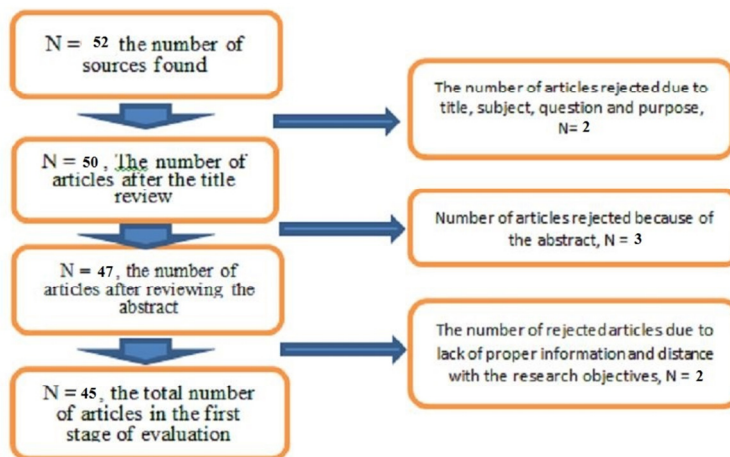 N = 52 the number of
sources found
The number of articles rejected due to
title, subject, question and purpose,
N= 2
N = 50, The number of
articles after the title
review
Number of articles rejected because of
the abstract, N = 3
N = 47, the number of
articles after reviewing the
abstract
The number of rejected articles due to
lack of proper information and distance
with the research objectives, N = 2
N = 45, the total number
of articles in the first
stage of evaluation